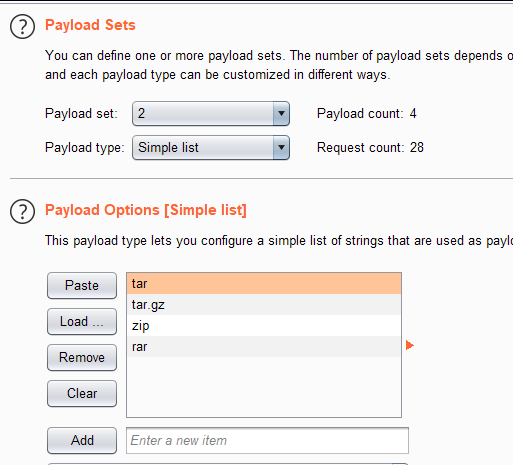 ? Payload Sets
You can define one or more payload sets. The number of payload sets depends
and each payload type can be customized in different ways.
Payload set: 2 Payload count: 4
Payload type: Simple list Request count: 28
? Payload Options [Simple list]
This payload type lets you configure a simple list of strings that are used as
Paste
Load ...
Remove
Clear
tar
tar.gz
zip
rar
Add Enter a new item